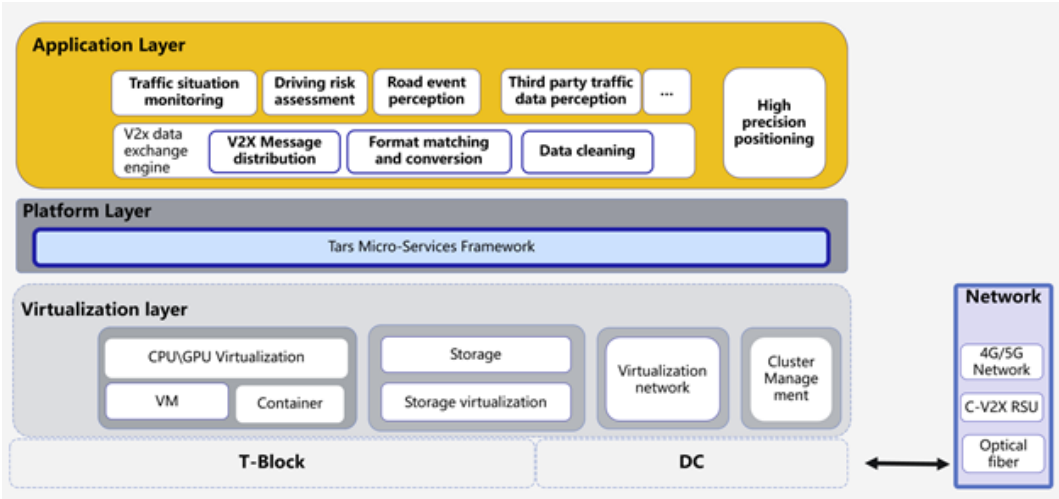 Application Layer
Traffic situation
monitoring
Driving risk
assessment
Road event
perception
Third party traffic
data perception
...
High
precision
positioning
V2x data
exchange
engine
V2X Message
distribution
Format matching
and conversion
Data cleaning
Platform Layer
Tars Micro-Services Framework
Virtualization layer
CPU\GPU Virtualization
VM
Container
Storage
Storage virtualization
Virtualization
network
Cluster
Manage
ment
T-Block
DC
Network
4G/5G
Network
C-V2X RSU
Optical
fiber